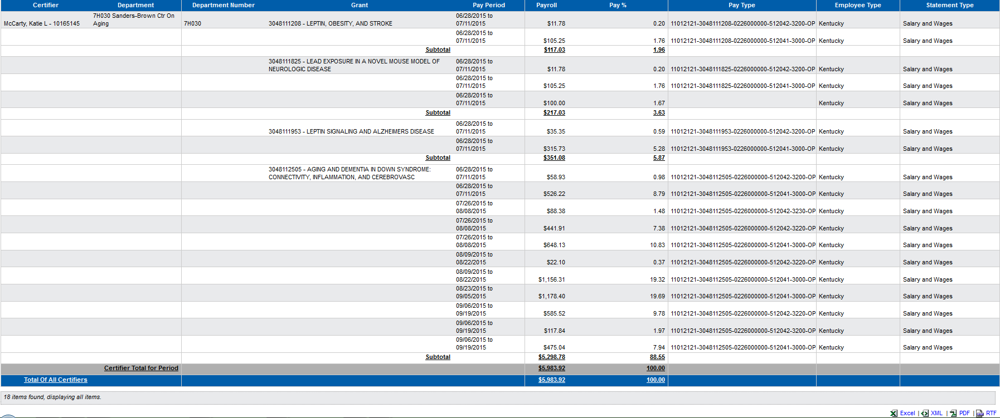 Certifier Department Department Number Grant Pay Period Payroll Pay % Pay Type Employee Type Statement Type
7H030 Sanders-Brown Ctr On 06/28/2015 to
McCarty, Katie L - 10165145 Aging 7H030 3048111208 - LEPTIN, OBESITY, AND STROKE 07/11/2015 $11.78 0.20 11012121-3048111208-0226000000-512042-3200-OP Kentucky Salary and Wages
06/28/2015 to
07/11/2015 $105.25 1.76 11012121-3048111208-0226000000-512041-3000-OP Kentucky Salary and Wages
Subtotal $117.03 1.96
3048111825 - LEAD EXPOSURE IN A NOVEL MOUSE MODEL OF 06/28/2015 to
NEUROLOGIC DISEASE 07/11/2015 $11.78 0.20 11012121-3048111825-0226000000-512042-3200-OP Kentucky Salary and Wages
06/28/2015 to
07/11/2015 $105.25 1.76 11012121-3048111825-0226000000-512041-3000-OP Kentucky Salary and Wages
06/28/2015 to
07/11/2015 $100.00 1.67 Kentucky Salary and Wages
Subtotal $217.03 3.63
06/28/2015 to
3048111953 - LEPTIN SIGNALING AND ALZHEIMERS DISEASE 07/11/2015 $35.35 0.59 11012121-3048111953-0226000000-512042-3200-OP Kentucky Salary and Wages
06/28/2015 to
07/11/2015 $315.73 5.28 11012121-3048111953-0226000000-512041-3000-OP Kentucky Salary and Wages
Subtotal $351.08 5.87
3048112505 - AGING AND DEMENTIA IN DOWN SYNDROME: 06/28/2015 to
CONNECTIVITY, INFLAMMATION, AND CEREBROVASC 07/11/2015 $58.93 0.98 11012121-3048112505-0226000000-512042-3200-OP Kentucky Salary and Wages
06/28/2015 to
07/11/2015 $526.22 8.79 11012121-3048112505-0226000000-512041-3000-OP Kentucky Salary and Wages
07/26/2015 to
08/08/2015 $88.38 1.48 11012121-3048112505-0226000000-512042-3230-OP Kentucky Salary and Wages
07/26/2015 to
08/08/2015 $441.91 7.38 11012121-3048112505-0226000000-512042-3220-OP Kentucky Salary and Wages
07/26/2015 to
08/08/2015 $648.13 10.83 11012121-3048112505-0226000000-512041-3000-OP Kentucky Salary and Wages
08/09/2015 to
08/22/2015 $22.10 0.37 11012121-3048112505-0226000000-512042-3220-OP Kentucky Salary and Wages
08/09/2015 to
08/22/2015 $1,156.31 19.32 11012121-3048112505-0226000000-512041-3000-OP Kentucky Salary and Wages
08/23/2015 to
09/05/2015 $1,178.40 19.69 11012121-3048112505-0226000000-512041-3000-OP Kentucky Salary and Wages
09/06/2015 to
09/19/2015 $585.52 9.78 11012121-3048112505-0226000000-512042-3220-OP Kentucky Salary and Wages
09/06/2015 to
09/19/2015 $117.84 1.97 11012121-3048112505-0226000000-512042-3200-OP Kentucky Salary and Wages
09/06/2015 to
09/19/2015 $475.04 7.94 11012121-3048112505-0226000000-512041-3000-OP Kentucky Salary and Wages
Subtotal $5,298.78 88.55
Certifier Total for Period $5,983.92 100.00
Total Of All Certifiers $5,983.92 100.00
18 items found, displaying all items.
Excel | XML | PDF | RTF